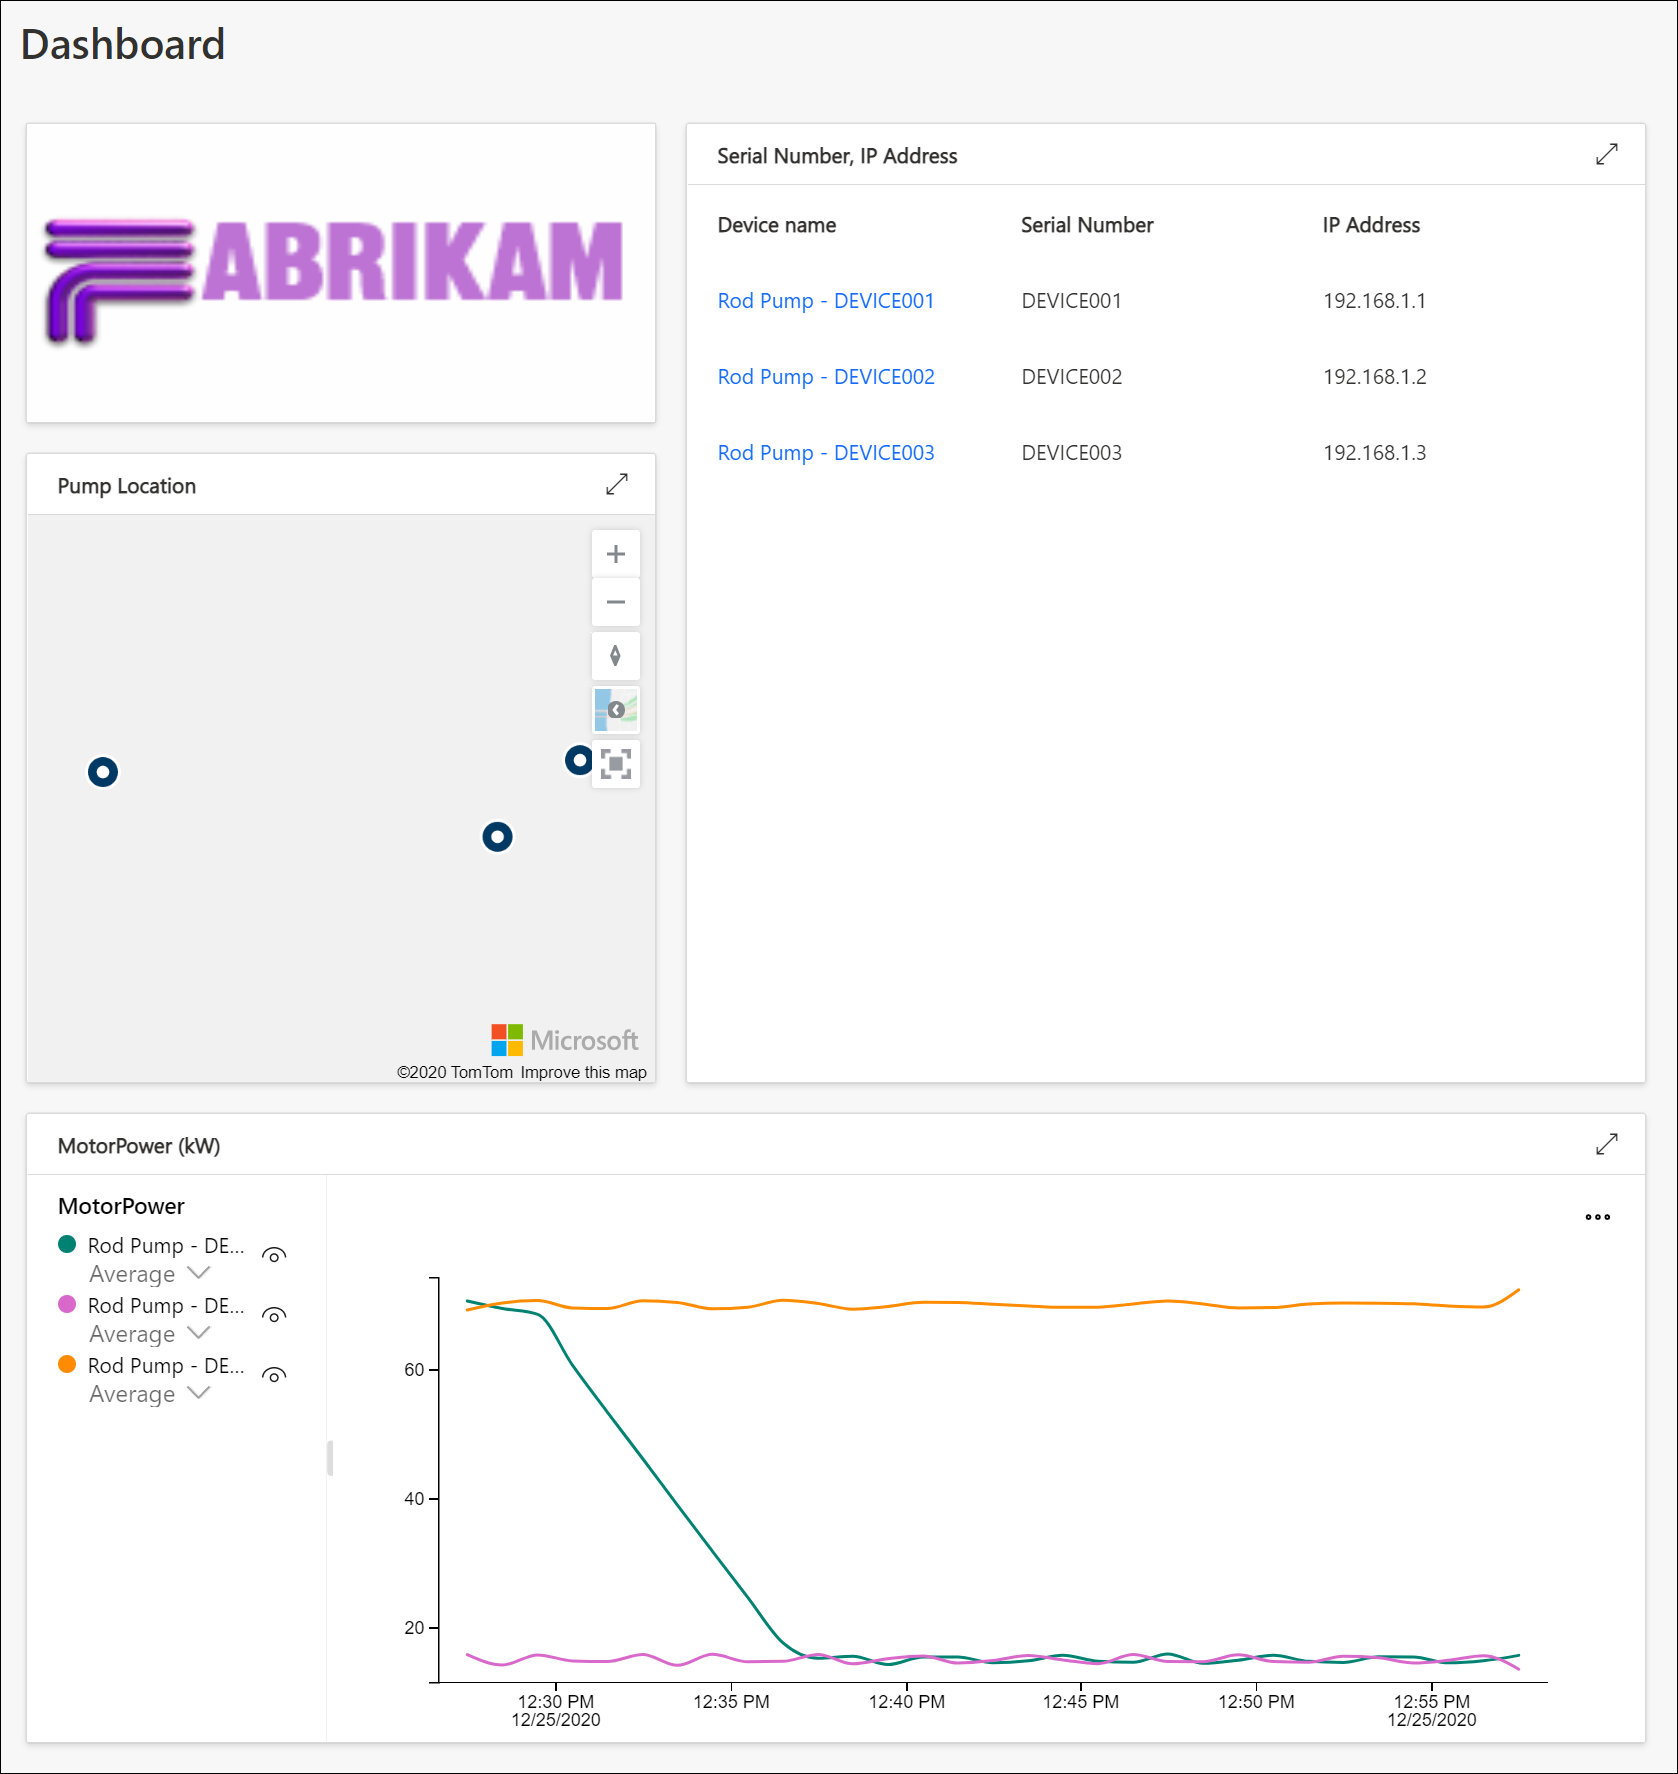 Dashboard
FABRIKAM
Serial Number, IP Address
Device name Serial Number IP Address
Rod Pump - DEVICE001 DEVICE001 192.168.1.1
Rod Pump - DEVICE002 DEVICE002 192.168.1.2
Rod Pump - DEVICE003 DEVICE003 192.168.1.3
Pump Location
Microsoft
©2020 TomTom Improve this map
MotorPower (kW)
MotorPower
Rod Pump - DE...
Average
Rod Pump - DE...
Average
Rod Pump - DE...
Average
60
40
20
12:30 PM 12:35 PM 12:40 PM 12:45 PM 12:50 PM 12:55 PM
12/25/2020 12/25/2020